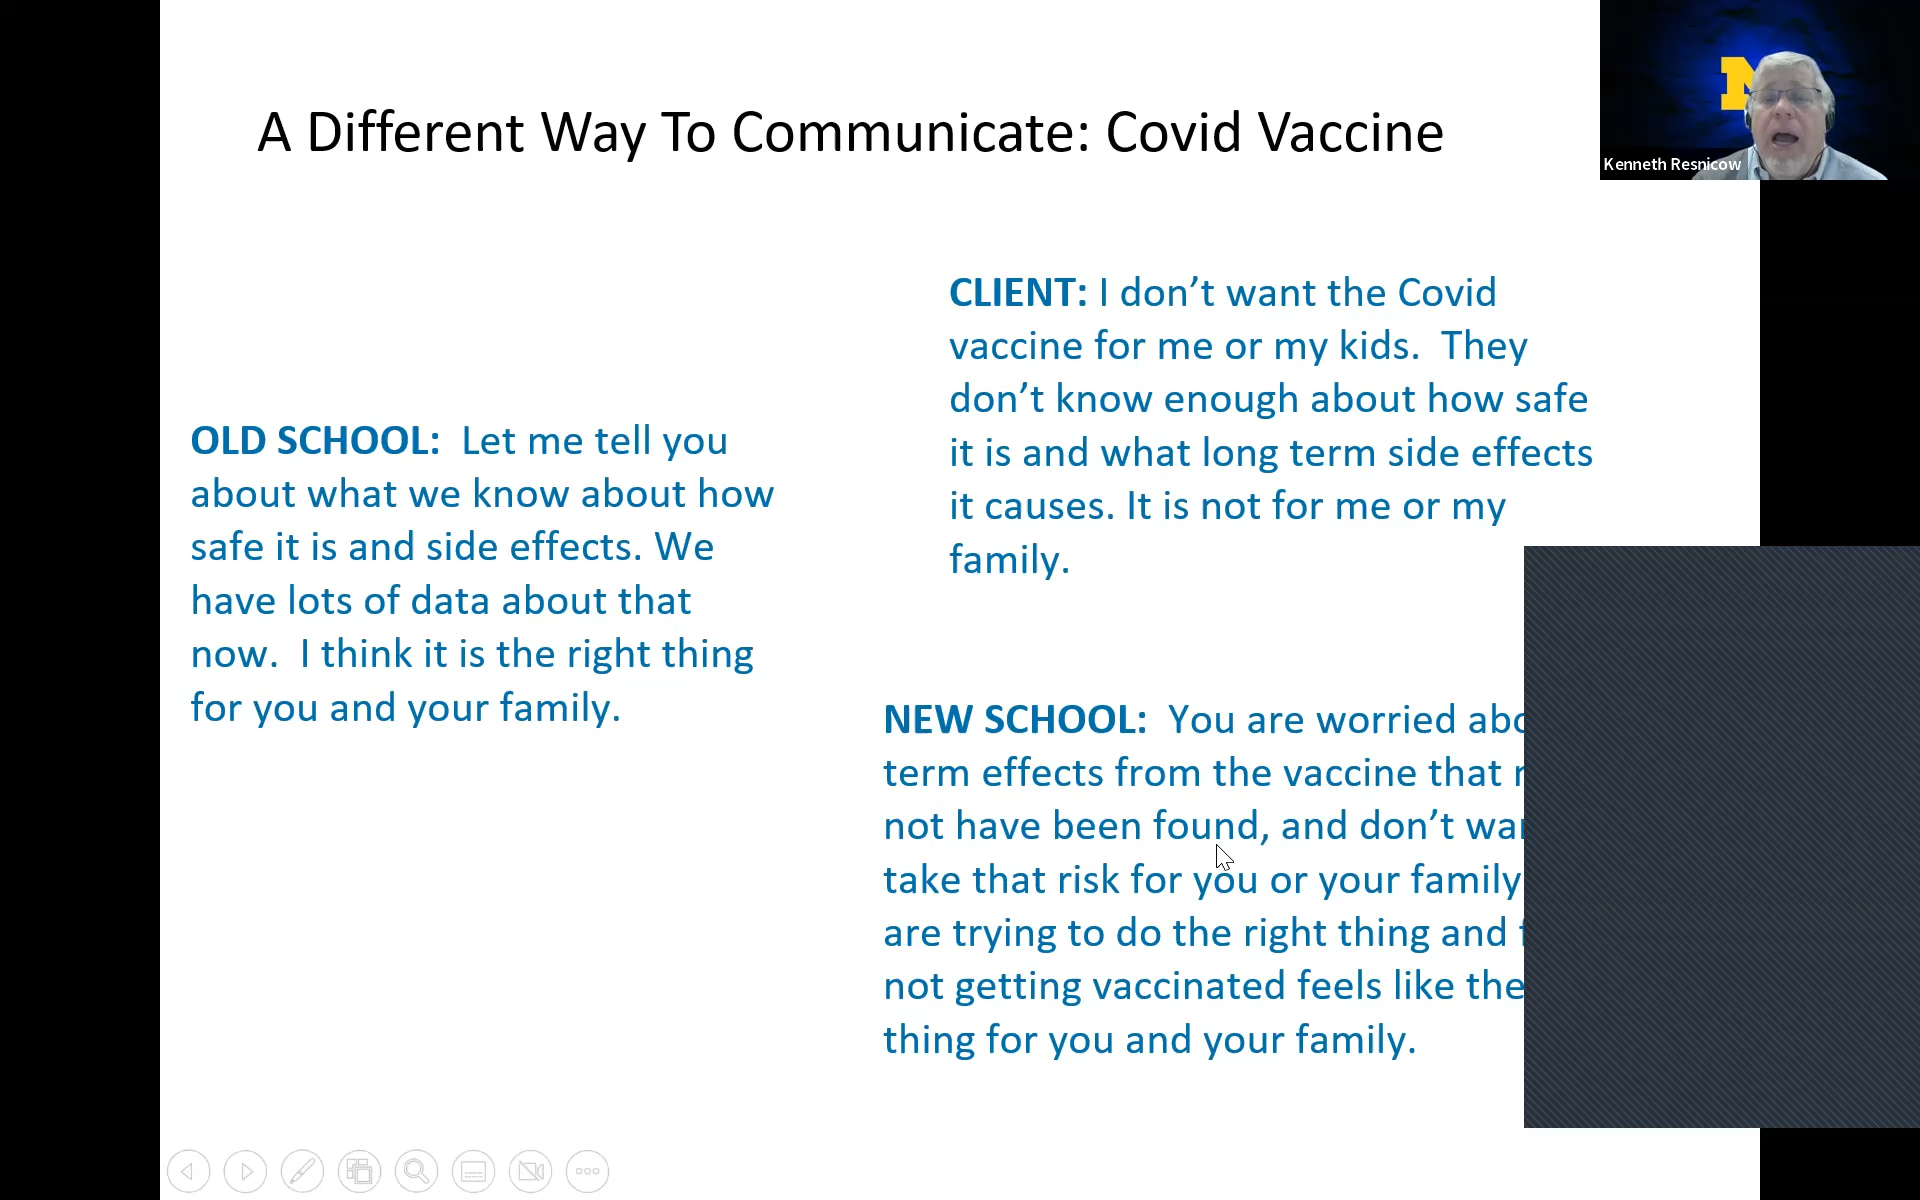 A Different Way To Communicate: Covid Vaccine
Kenneth Resnicow
CLIENT: I don’t want the Covid
vaccine for me or my kids.  They
don’t know enough about how safe
it is and what long term side effects
it causes. It is not for me or my
family.
OLD SCHOOL:  Let me tell you
about what we know about how
safe it is and side effects. We
have lots of data about that
now.  I think it is the right thing
for you and your family.
NEW SCHOOL:  You are worried
term effects from the vaccine that
not have been found, and don’t
take that risk for you or your family
are trying to do the right thing and
not getting vaccinated feels like
thing for you and your family.